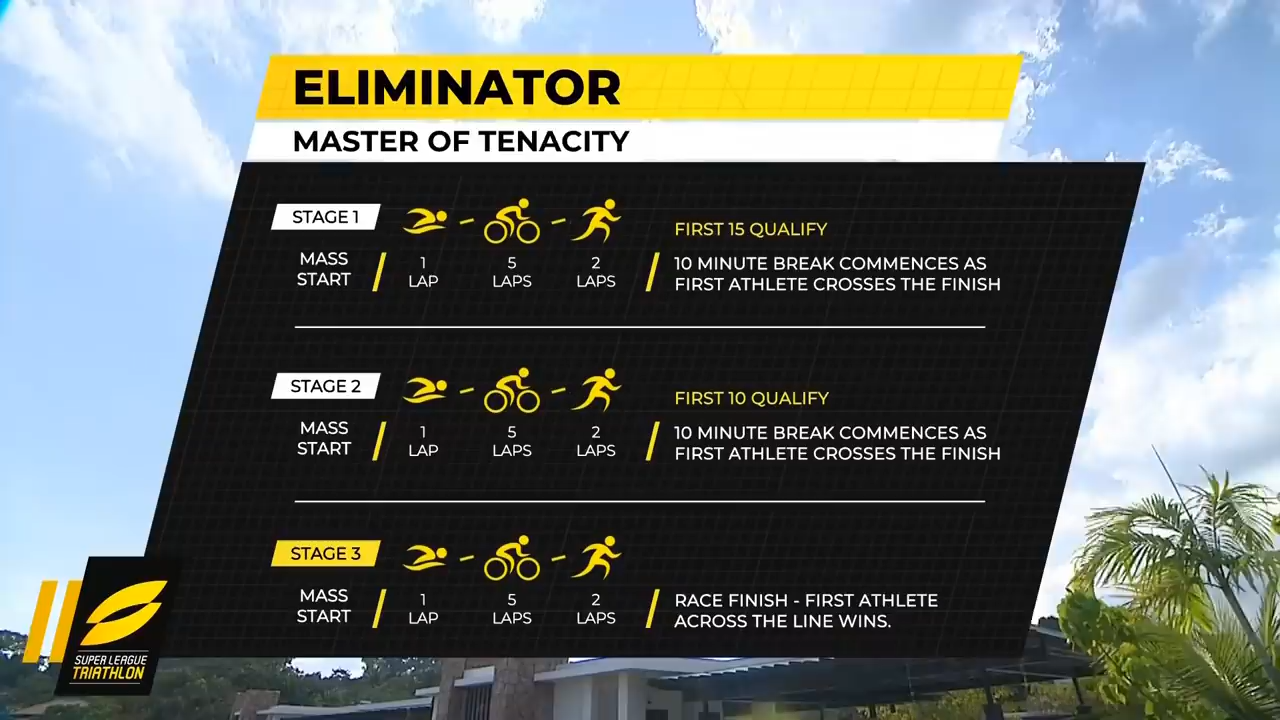 ELIMINATOR
MASTER OF TENACITY
STAGE 1
FIRST 15 QUALIFY
MASS START / 1 LAP 5 LAPS 2 LAPS / 10 MINUTE BREAK COMMENCES AS
FIRST ATHLETE CROSSES THE FINISH
STAGE 2
FIRST 10 QUALIFY
MASS START / 1 LAP 5 LAPS 2 LAPS / 10 MINUTE BREAK COMMENCES AS
FIRST ATHLETE CROSSES THE FINISH
STAGE 3
MASS START / 1 LAP 5 LAPS 2 LAPS / RACE FINISH - FIRST ATHLETE
ACROSS THE LINE WINS.
SUPER LEAGUE
TRIATHLON